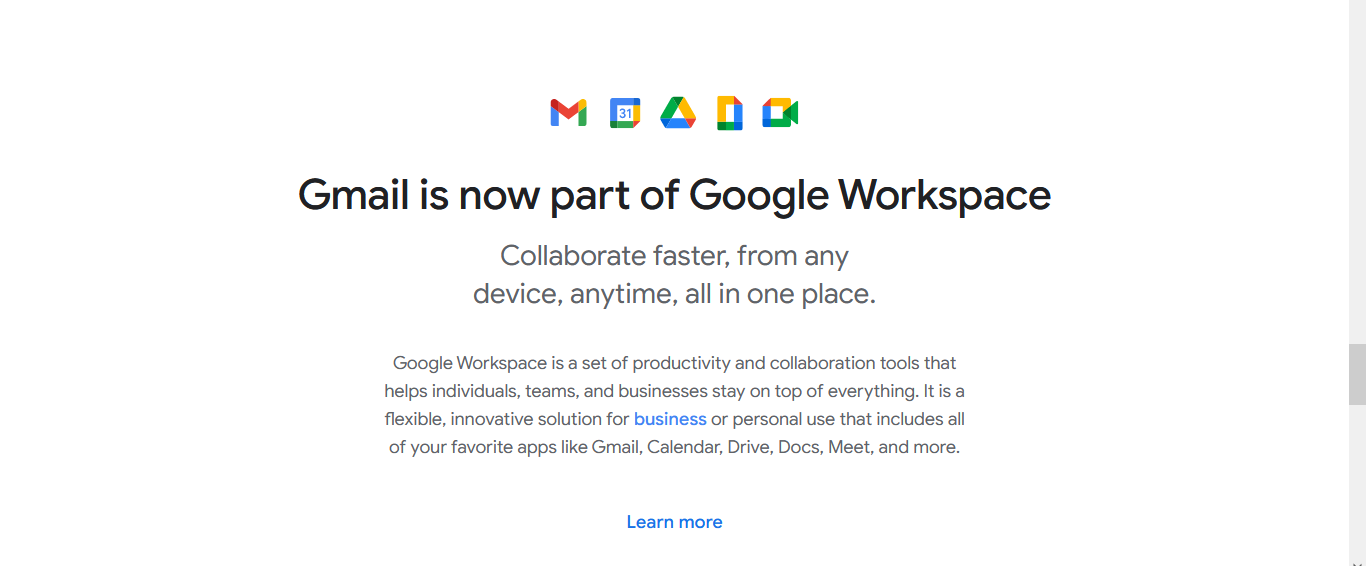 31
Gmail is now part of Google Workspace
Collaborate faster, from any
device, anytime, all in one place.
Google Workspace is a set of productivity and collaboration tools that
helps individuals, teams, and businesses stay on top of everything. It is a
flexible, innovative solution for business or personal use that includes all
of your favorite apps like Gmail, Calendar, Drive, Docs, Meet, and more.
Learn more